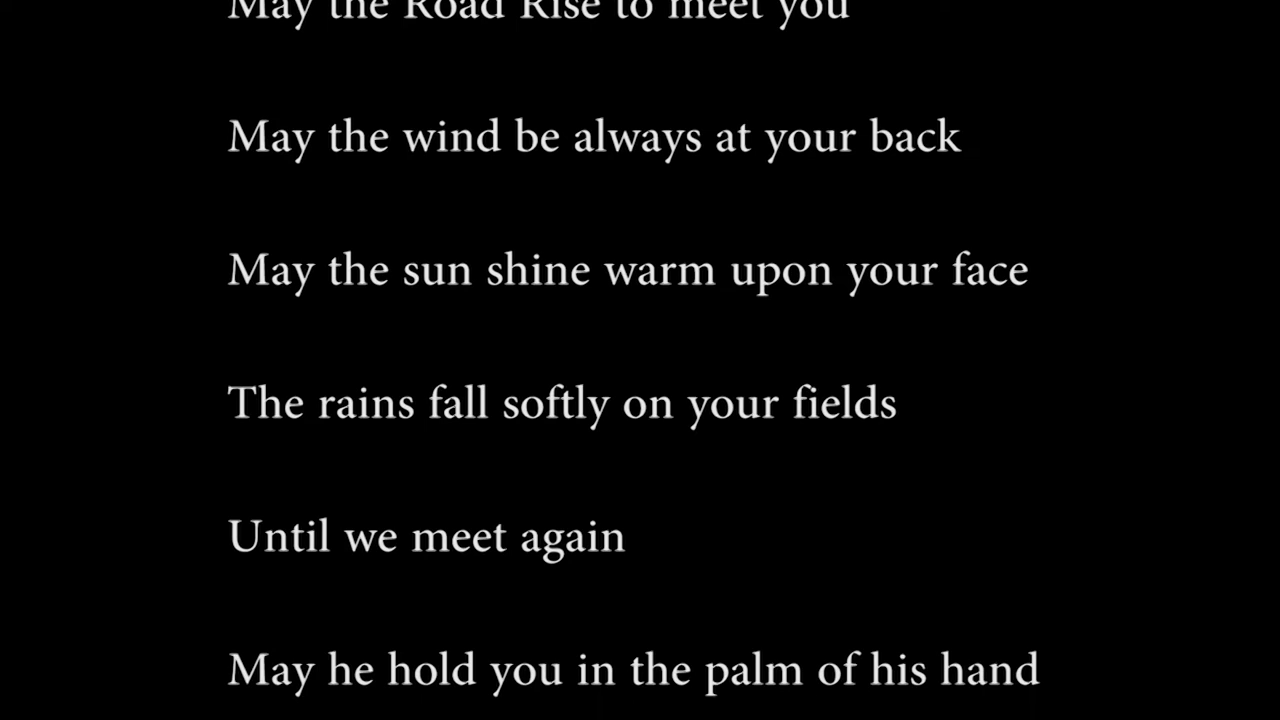 May the Road Rise to meet you
May the wind be always at your back
May the sun shine warm upon your face
The rains fall softly on your fields
Until we meet again
May he hold you in the palm of his hand